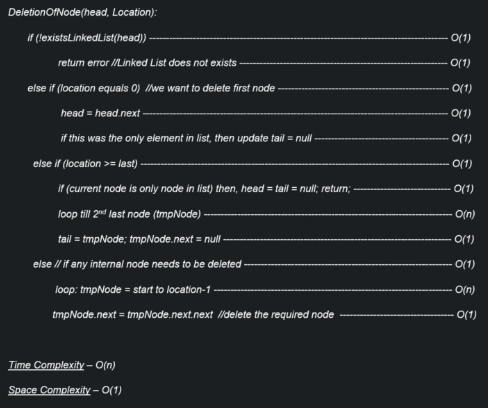 DeletionOfNode(head, Location):
if (!existsLinkedList(head)) ---------------------------------------- O(1)
return error //Linked List does not exists ---------------------------------------- O(1)
else if (location equals 0) //we want to delete first node ---------------------------------------- O(1)
head = head.next ---------------------------------------- O(1)
if this was the only element in list, then update tail = null ---------------------------------------- O(1)
else if (location >= last) ---------------------------------------- O(1)
if (current node is only node in list) then, head = tail = null; return; ---------------------------------------- O(1)
loop till 2nd last node (tmpNode) ---------------------------------------- O(n)
tail = tmpNode; tmpNode.next = null ---------------------------------------- O(1)
else // if any internal node needs to be deleted ---------------------------------------- O(1)
loop: tmpNode = start to location-1 ---------------------------------------- O(n)
tmpNode.next = tmpNode.next.next //delete the required node ---------------------------------------- O(1)
Time Complexity – O(n)
Space Complexity – O(1)